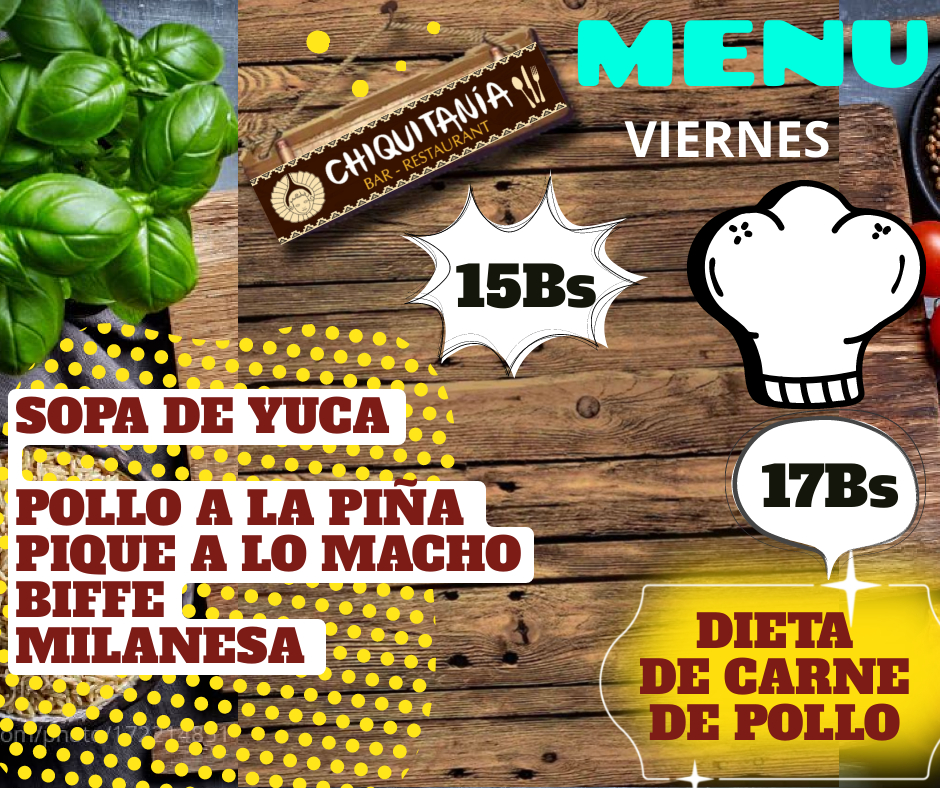 MENU
VIERNES
CHIQUITANÍA
BAR - RESTAURANT
15Bs
SOPA DE YUCA
POLLO A LA PIÑA
PIQUE A LO MACHO
BIFFE
MILANESA
17Bs
DIETA
DE CARNE
DE POLLO